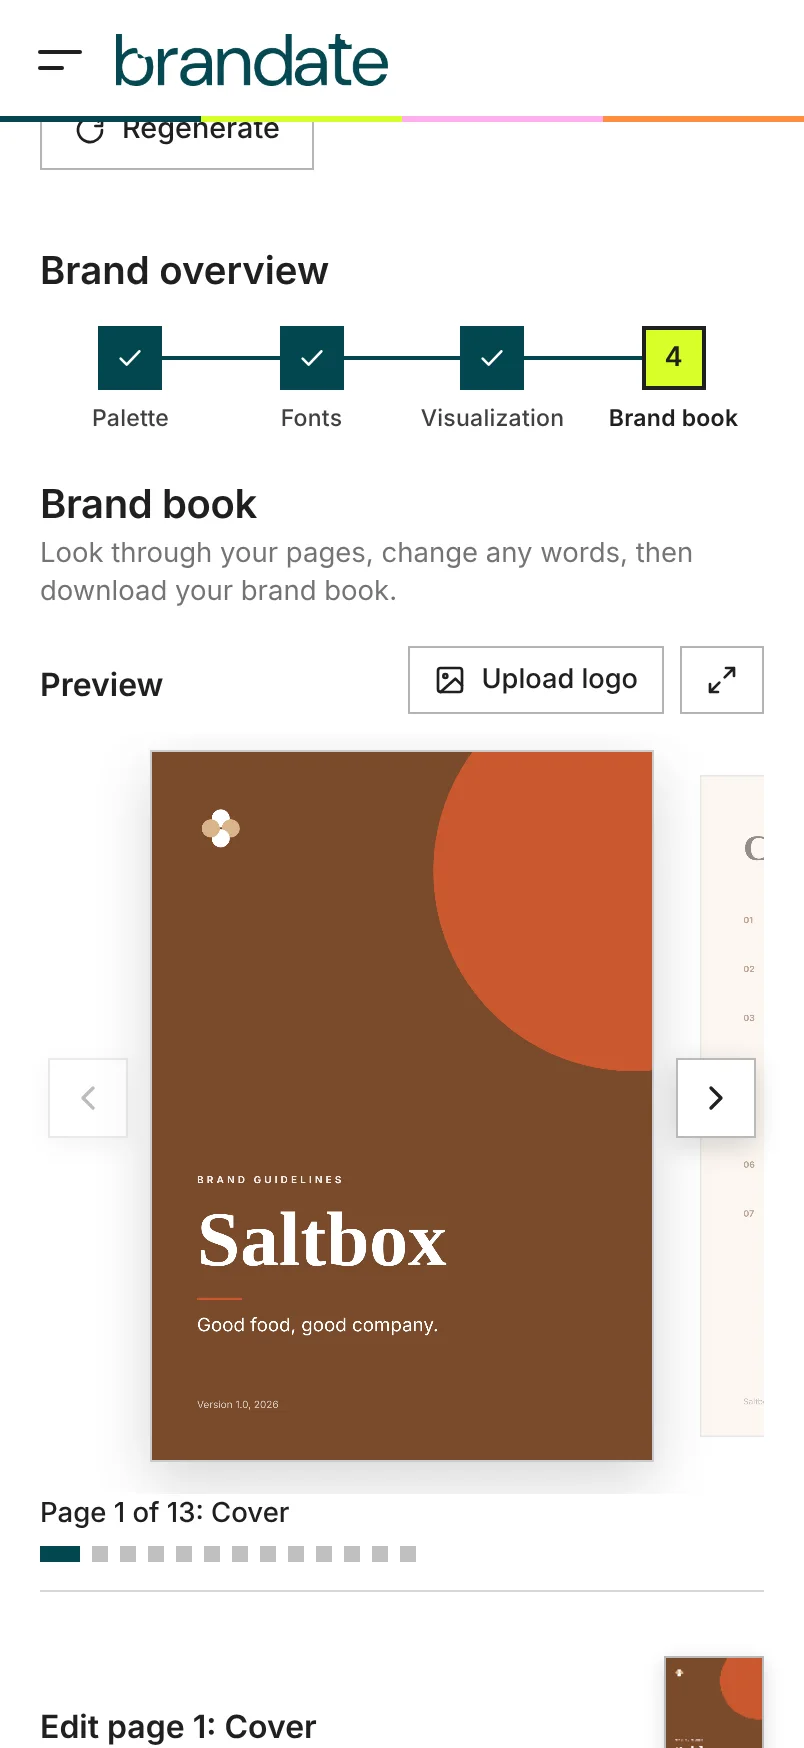 brandate
Regenerate
Brand overview
4
Palette
Fonts
Visualization
Brand book
Brand book
Look through your pages, change any words, then
download your brand book.
Preview
Upload logo
C
01
02
03
06
07
BRAND GUIDELINES
Saltbox
Good food, good company.
Version 1.0, 2026
Page 1 of 13: Cover
Edit page 1: Cover